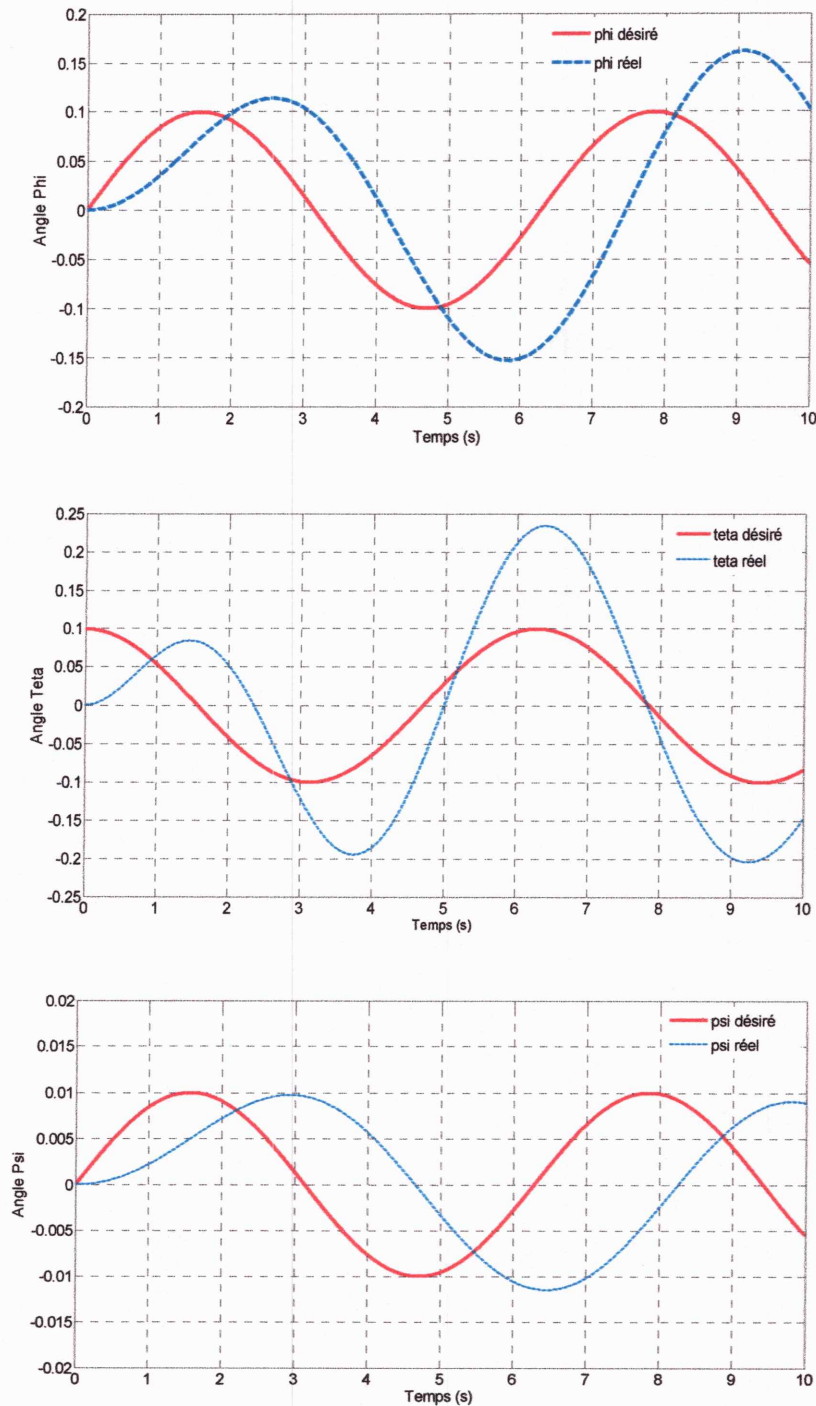 0.2
phi désiré
phi réel
0.15
0.1
0.05
0
-0.05
-0.1
-0.15
-0.2
Angle Phi
0 1 2 3 4 5 6 7 8 9 10
Temps (s)
0.25
teta désiré
teta réel
0.2
0.15
0.1
0.05
0
-0.05
-0.1
-0.15
-0.2
-0.25
Angle Teta
0 1 2 3 4 5 6 7 8 9 10
Temps (s)
0.02
psi désiré
psi réel
0.015
0.01
0.005
0
-0.005
-0.01
-0.015
-0.02
Angle Psi
0 1 2 3 4 5 6 7 8 9 10
Temps (s)